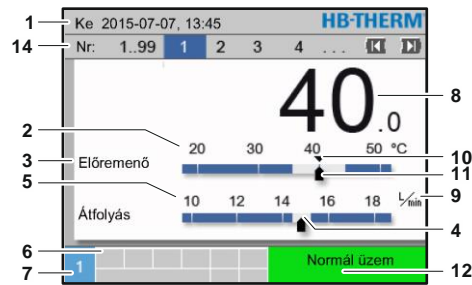 1 Ke 2015-07-07, 13:45 HB-THERM
14 Nr: 1..99 1 2 3 4 ...
40.0 8
2 20 30 40 50 °C 10
3 Előremenő 11
5 10 12 14 16 18 L/min 9
Átfolyás 4
6 Normál üzem
7 1 12